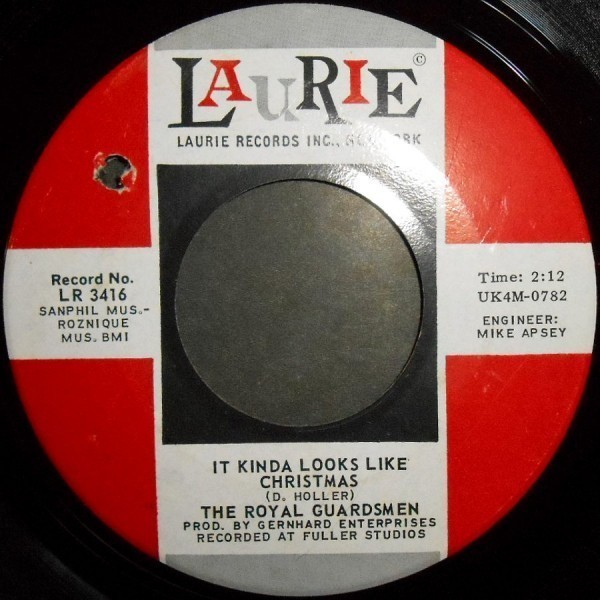 LAURIE ©
LAURIE RECORDS INC.,
Record No.
LR 3416
SANPHIL MUS.-
ROZNIQUE
MUS. BMI
Time: 2:12
UK4M-0782
ENGINEER:
MIKE APSEY
IT KINDA LOOKS LIKE
CHRISTMAS
(D. HOLLER)
THE ROYAL GUARDSMEN
PROD. BY GERNHARD ENTERPRISES
RECORDED AT FULLER STUDIOS